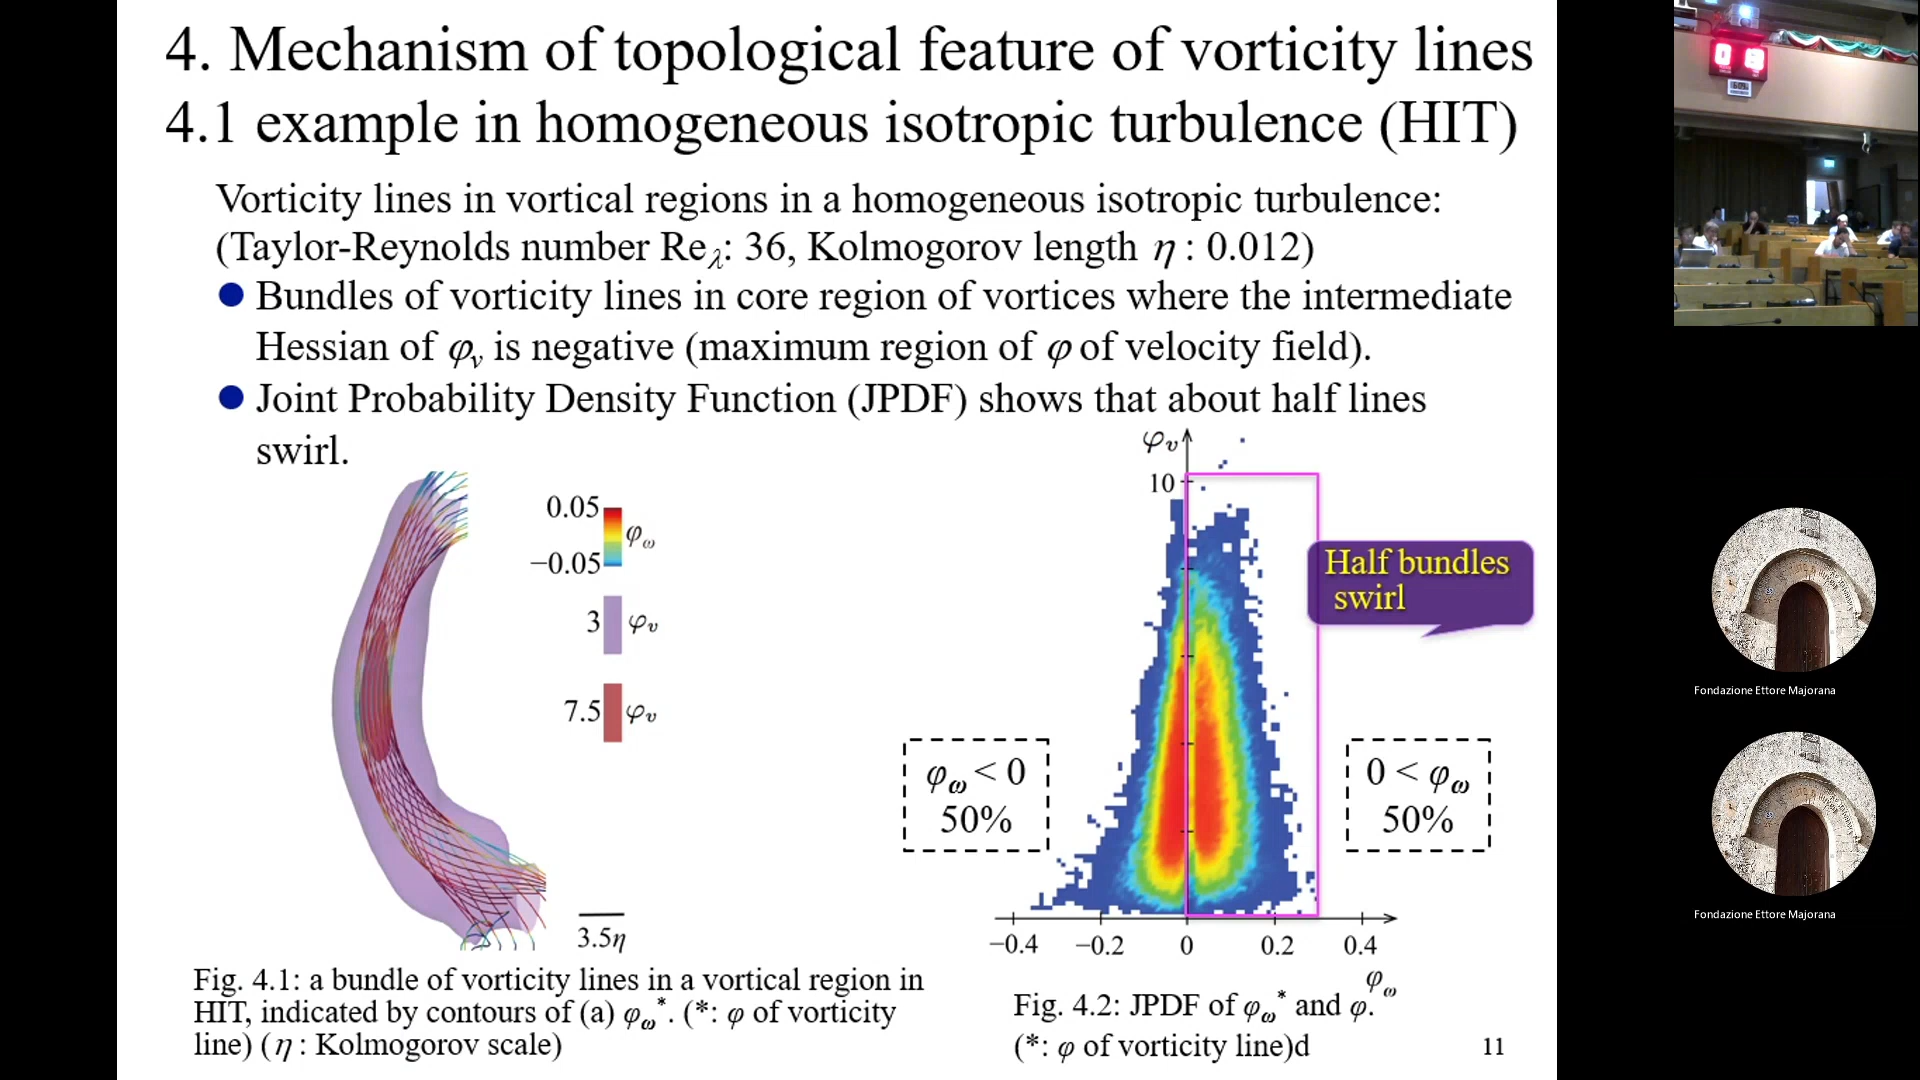 4. Mechanism of topological feature of vorticity lines
4.1 example in homogeneous isotropic turbulence (HIT)
Vorticity lines in vortical regions in a homogeneous isotropic turbulence:
(Taylor-Reynolds number Reλ: 36, Kolmogorov length η : 0.012)
Bundles of vorticity lines in core region of vortices where the intermediate
Hessian of φv is negative (maximum region of φ of velocity field).
Joint Probability Density Function (JPDF) shows that about half lines
swirl.
0.05
φω
−0.05
3 φv
7.5 φv
3.5η
Fig. 4.1: a bundle of vorticity lines in a vortical region in
HIT, indicated by contours of (a) φω*. (*: φ of vorticity
line) (η : Kolmogorov scale)
φv
10
Half bundles
swirl
φω < 0
50%
0 < φω
50%
−0.4 −0.2 0 0.2 0.4
φω
Fig. 4.2: JPDF of φω* and φ.
(*: φ of vorticity line)d
11
Fondazione Ettore Majorana
Fondazione Ettore Majorana